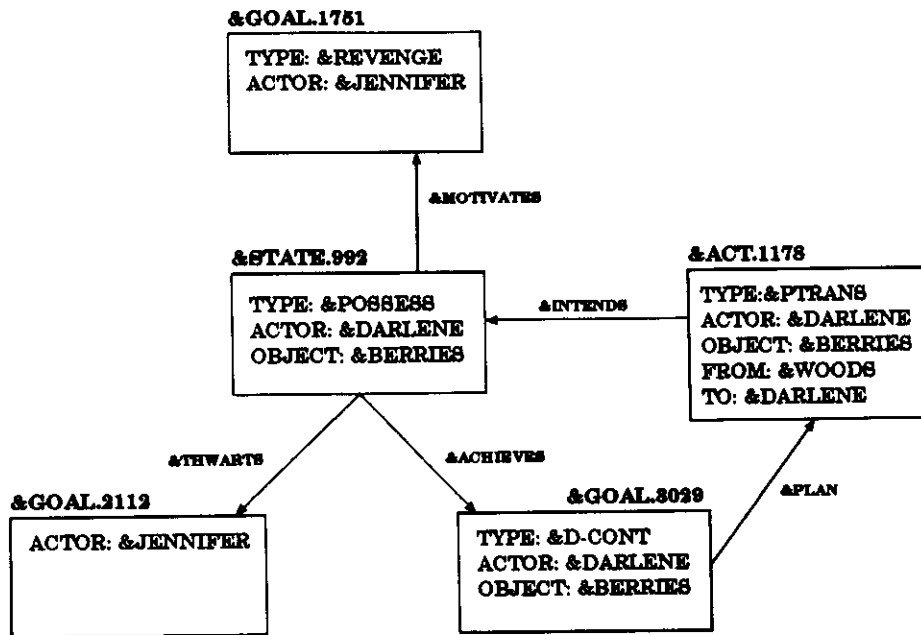 &GOAL.1751
TYPE: &REVENGE
ACTOR: &JENNIFER
&MOTIVATES
&STATE.992
TYPE: &POSSESS
ACTOR: &DARLENE
OBJECT: &BERRIES
&INTENDS
&ACT.1178
TYPE:&PTRANS
ACTOR: &DARLENE
OBJECT: &BERRIES
FROM: &WOODS
TO: &DARLENE
&THWARTS
&ACHIEVES
&PLAN
&GOAL.2112
ACTOR: &JENNIFER
&GOAL.3029
TYPE: &D-CONT
ACTOR: &DARLENE
OBJECT: &BERRIES